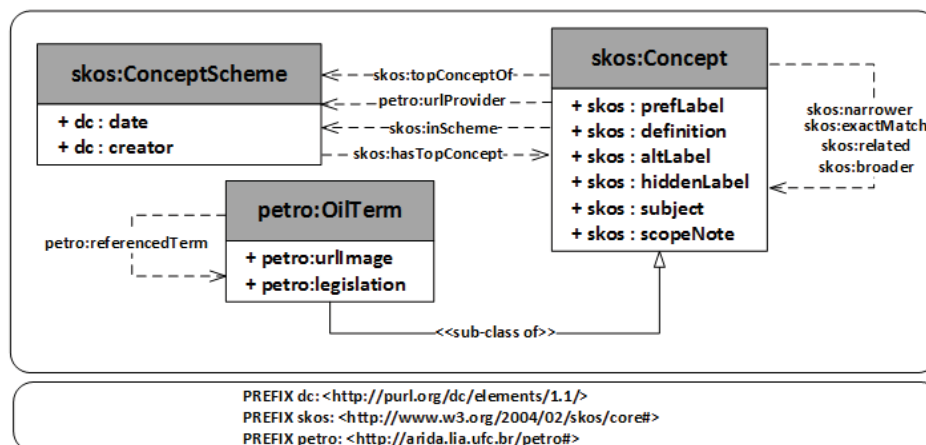 skos:ConceptScheme
+ dc : date
+ dc : creator
skos:topConceptOf
petro:urlProvider
skos:inScheme
skos:hasTopConcept
skos:Concept
+ skos : prefLabel
+ skos : definition
+ skos : altLabel
+ skos : hiddenLabel
+ skos : subject
+ skos : scopeNote
skos:narrower
skos:exactMatch
skos:related
skos:broader
petro:OilTerm
+ petro:urlImage
+ petro:legislation
petro:referencedTerm
<<sub-class of>>
PREFIX dc: <http://purl.org/dc/elements/1.1/>
PREFIX skos: <http://www.w3.org/2004/02/skos/core#>
PREFIX petro: <http://arida.lia.ufc.br/petro#>